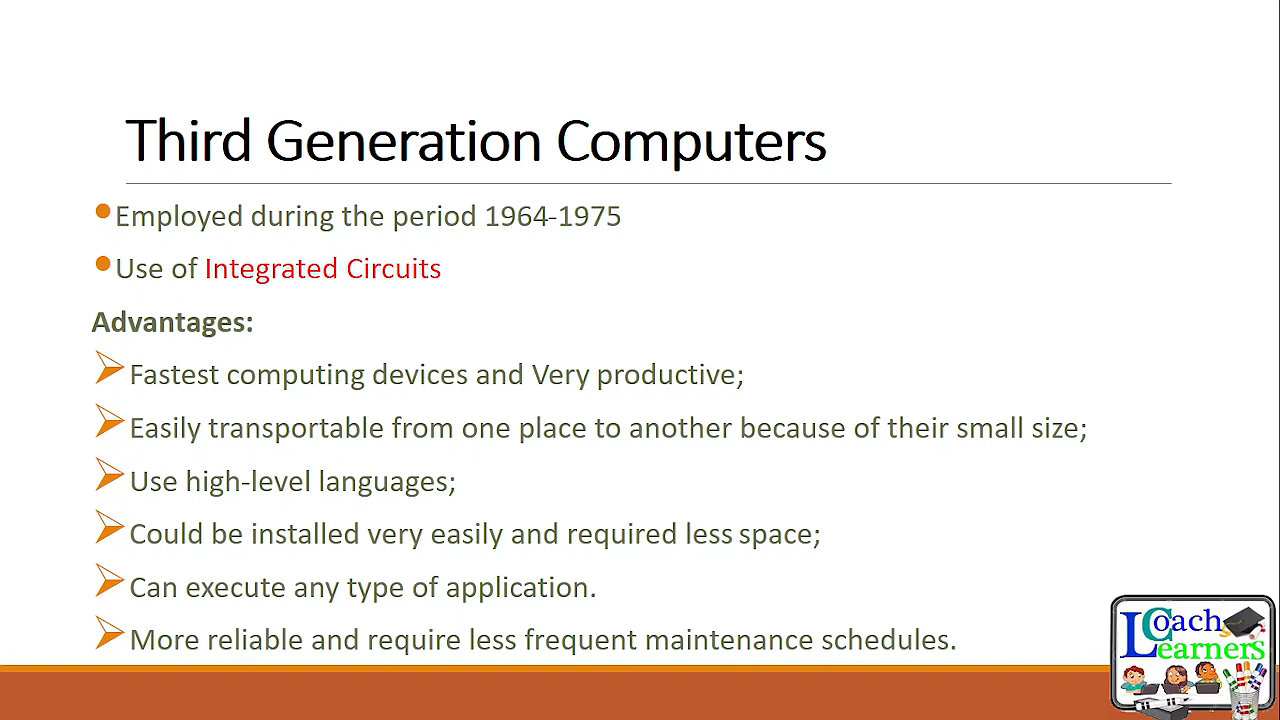 Third Generation Computers
Employed during the period 1964-1975
Use of Integrated Circuits
Advantages:
Fastest computing devices and Very productive;
Easily transportable from one place to another because of their small size;
Use high-level languages;
Could be installed very easily and required less space;
Can execute any type of application.
More reliable and require less frequent maintenance schedules.
Coach
Learners